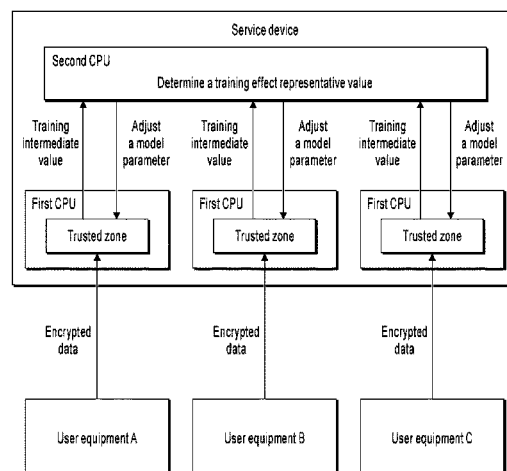 Service device
Second CPU
Determine a training effect representative value
Training intermediate value
Adjust a model parameter
Training intermediate value
Adjust a model parameter
Training intermediate value
Adjust a model parameter
First CPU
Trusted zone
First CPU
Trusted zone
First CPU
Trusted zone
Encrypted data
Encrypted data
Encrypted data
User equipment A
User equipment B
User equipment C